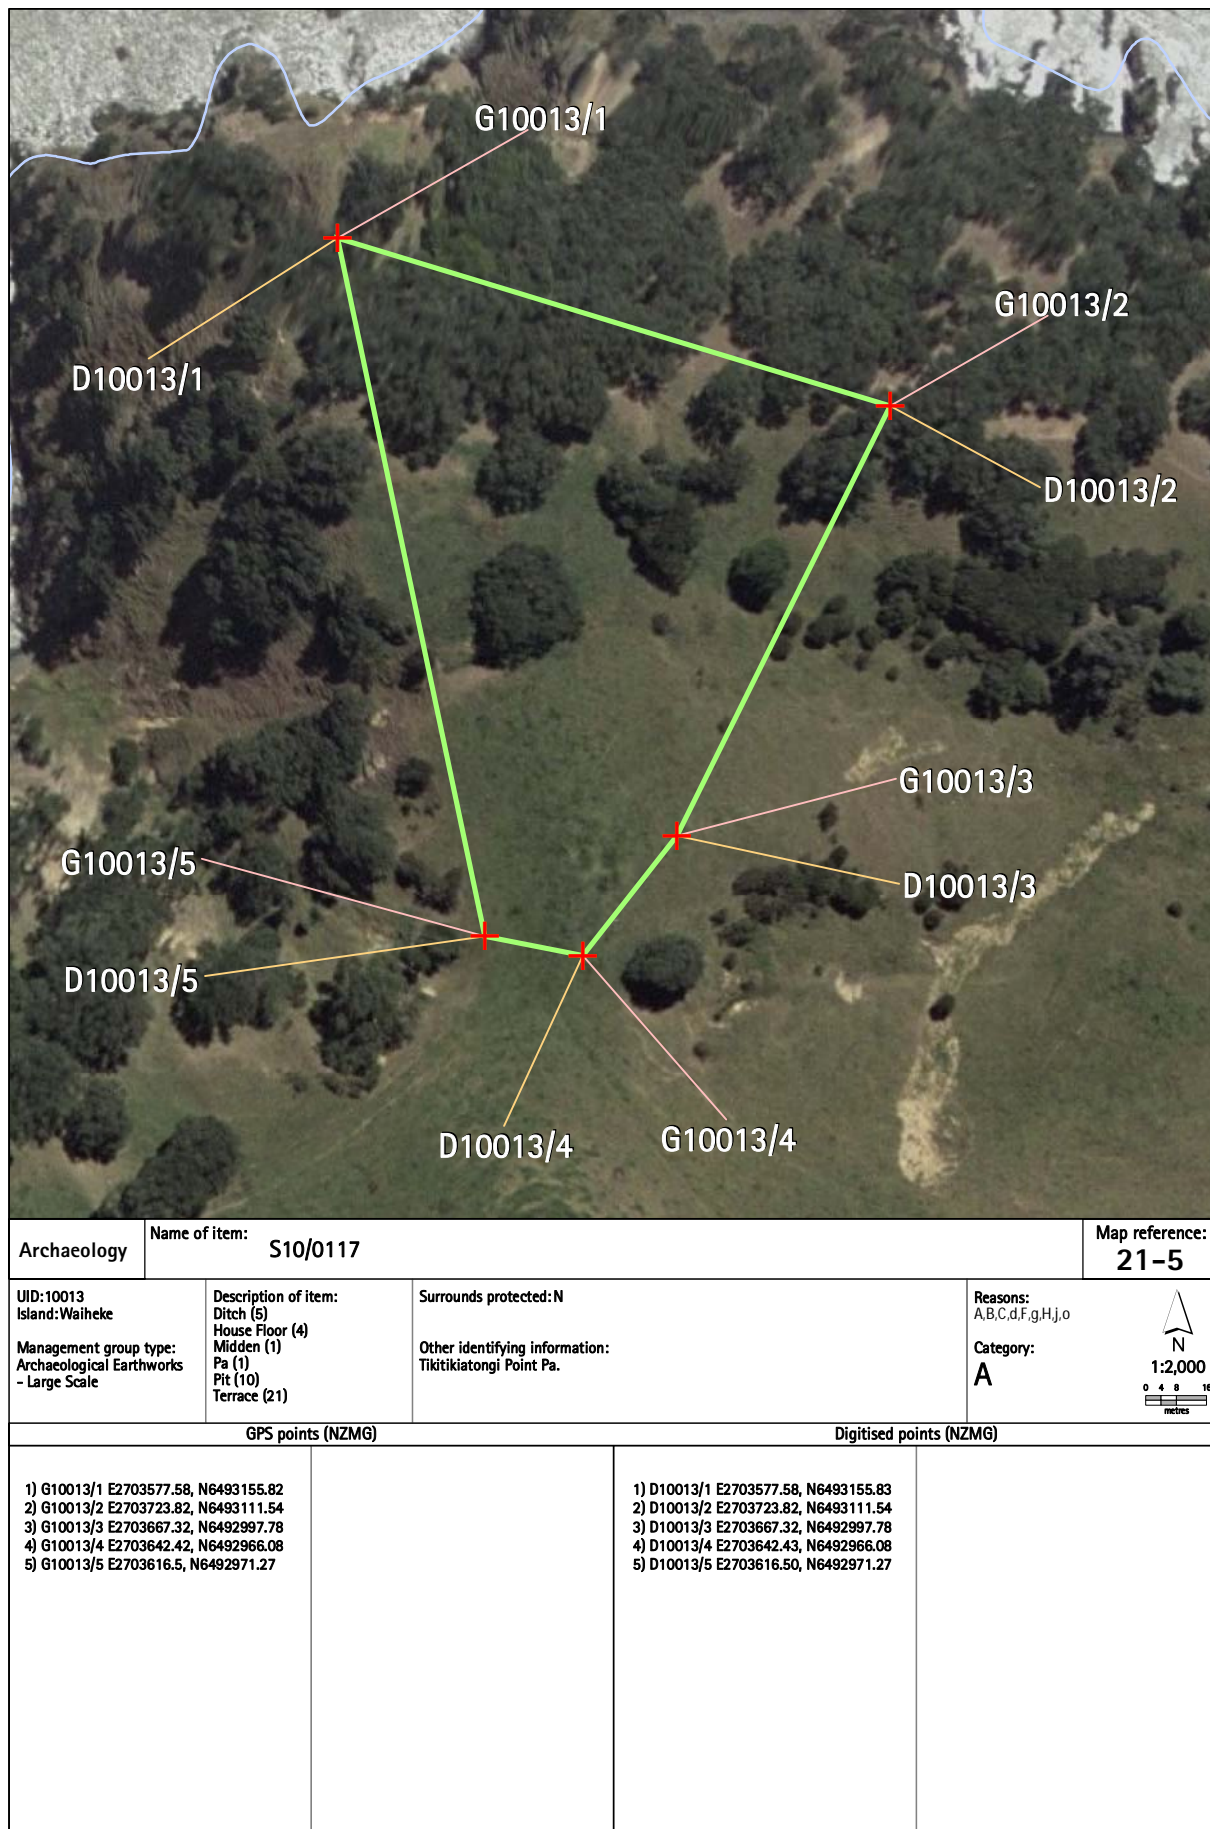 G10013/1
G10013/2
D10013/1
D10013/2
G10013/3
G10013/5
D10013/3
D10013/5
D10013/4
G10013/4
Archaeology
Name of item: S10/0117
Map reference:
21-5
UID:10013
Island:Waiheke
Management group type:
Archaeological Earthworks
- Large Scale
Description of item:
Ditch (5)
House Floor (4)
Midden (1)
Pa (1)
Pit (10)
Terrace (21)
Surrounds protected: N
Other identifying information:
Tikitikiatongi Point Pa.
Reasons:
A,B,C,d,F,g,H,j,o
Category:
A
N
1:2,000
0 4 8 16
metres
GPS points (NZMG)
1) G10013/1 E2703577.58, N6493155.82
2) G10013/2 E2703723.82, N6493111.54
3) G10013/3 E2703667.32, N6492997.78
4) G10013/4 E2703642.42, N6492966.08
5) G10013/5 E2703616.5, N6492971.27
Digitised points (NZMG)
1) D10013/1 E2703577.58, N6493155.83
2) D10013/2 E2703723.82, N6493111.54
3) D10013/3 E2703667.32, N6492997.78
4) D10013/4 E2703642.43, N6492966.08
5) D10013/5 E2703616.50, N6492971.27